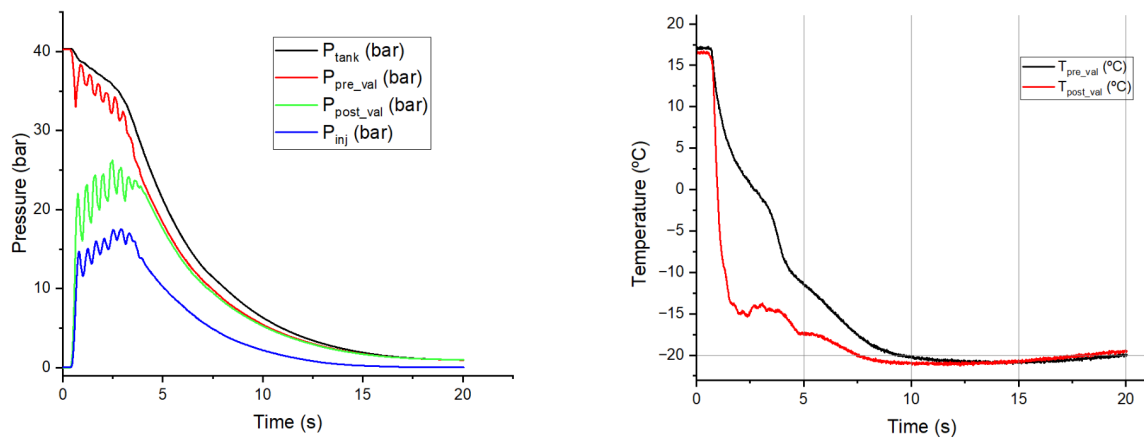 P_tank (bar)
P_pre_val (bar)
P_post_val (bar)
P_inj (bar)
Pressure (bar)
40
30
20
10
0
0 5 10 15 20
Time (s)
T_pre_val (ºC)
T_post_val (ºC)
Temperature (ºC)
15
10
5
0
−5
−10
−15
−20
0 5 10 15 20
Time (s)